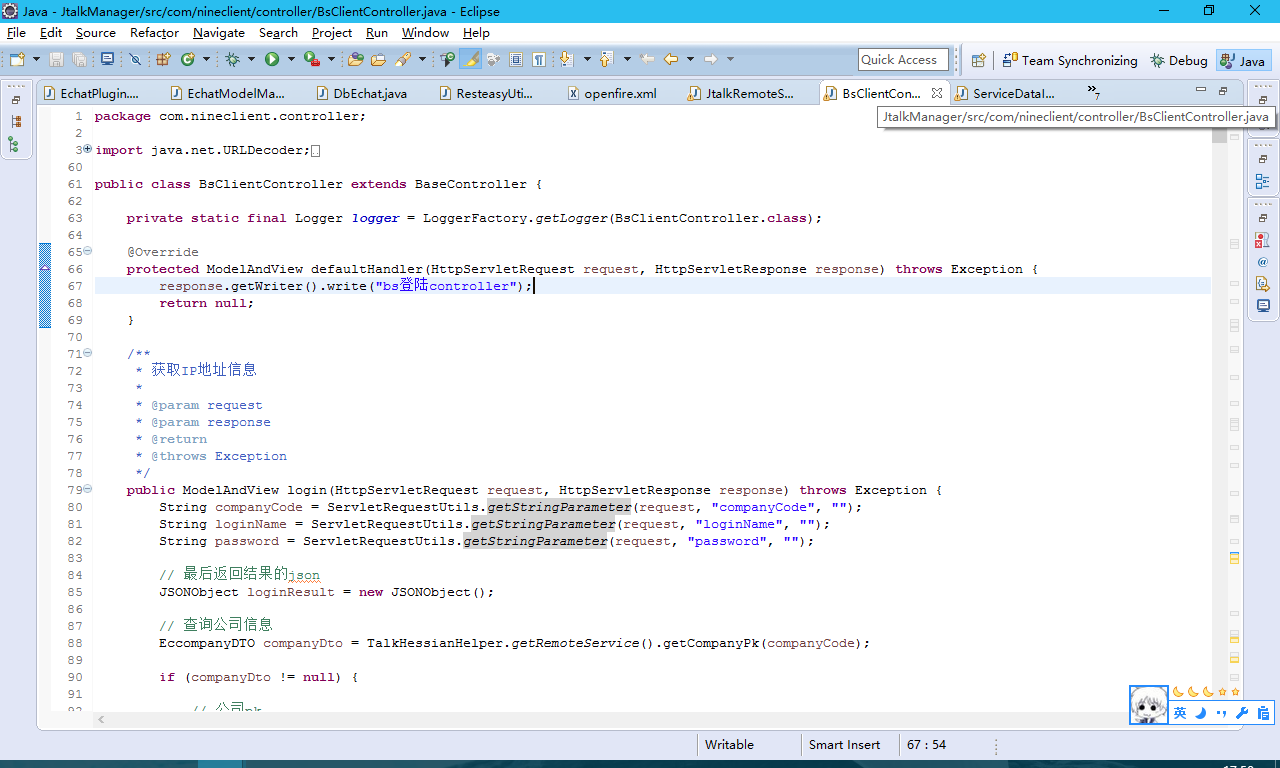 Java - JtalkManager/src/com/nineclient/controller/BsClientController.java - Eclipse
File Edit Source Refactor Navigate Search Project Run Window Help
Quick Access
Team Synchronizing
Debug
Java
EchatPlugin....
EchatModelMa...
DbEchat.java
ResteasyUti...
openfire.xml
JtalkRemoteS...
BsClientCon...
ServiceDataI...
»7
JtalkManager/src/com/nineclient/controller/BsClientController.java
1 package com.nineclient.controller;
2
3 import java.net.URLDecoder;
60
61 public class BsClientController extends BaseController {
62
63 private static final Logger logger = LoggerFactory.getLogger(BsClientController.class);
64
65 @Override
66 protected ModelAndView defaultHandler(HttpServletRequest request, HttpServletResponse response) throws Exception {
67 response.getWriter().write("bs登陆controller");
68 return null;
69 }
70
71 /**
72 * 获取IP地址信息
73 *
74 * @param request
75 * @param response
76 * @return
77 * @throws Exception
78 */
79 public ModelAndView login(HttpServletRequest request, HttpServletResponse response) throws Exception {
80 String companyCode = ServletRequestUtils.getStringParameter(request, "companyCode", "");
81 String loginName = ServletRequestUtils.getStringParameter(request, "loginName", "");
82 String password = ServletRequestUtils.getStringParameter(request, "password", "");
83
84 // 最后返回结果的json
85 JSONObject loginResult = new JSONObject();
86
87 // 查询公司信息
88 EccompanyDTO companyDto = TalkHessianHelper.getRemoteService().getCompanyPk(companyCode);
89
90 if (companyDto != null) {
91
92 // 公司pk
英
Writable
Smart Insert
67 : 54